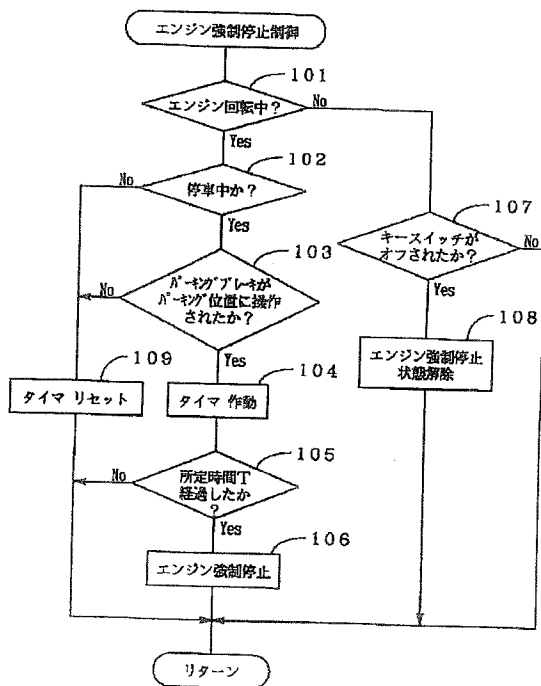 エンジン強制停止制御
101
エンジン回転中？
No
Yes
102
No
停車中か？
107
Yes
キースイッチが
オフされたか？
No
103
パーキングブレーキが
パーキング位置に操作
されたか？
No
Yes
Yes
108
エンジン強制停止
状態解除
109
タイマ リセット
104
タイマ 作動
105
所定時間T
経過したか
？
No
Yes
106
エンジン強制停止
リターン